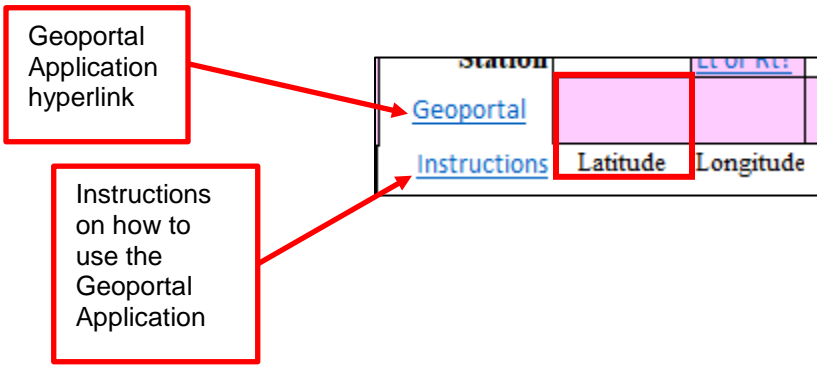 Geoportal
Application
hyperlink
Station
Lt or Rt?
Geoportal
Instructions Latitude Longitude
Instructions
on how to
use the
Geoportal
Application